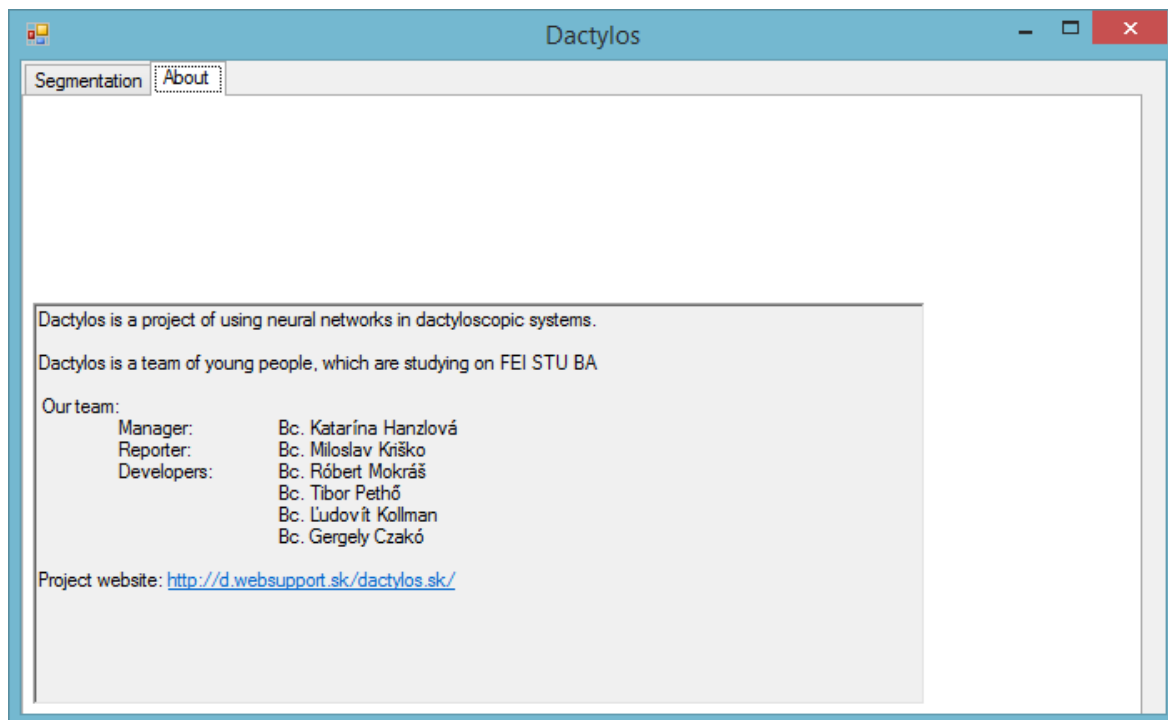 Dactylos
Segmentation About
Dactylos is a project of using neural networks in dactyloscopic systems.
Dactylos is a team of young people, which are studying on FEI STU BA
Our team:
Manager: Bc. Katarína Hanzlová
Reporter: Bc. Miloslav Kriško
Developers: Bc. Róbert Mokráš
Bc. Tibor Pethő
Bc. Ľudovít Kollman
Bc. Gergely Czakó
Project website: http://d.websupport.sk/dactylos.sk/